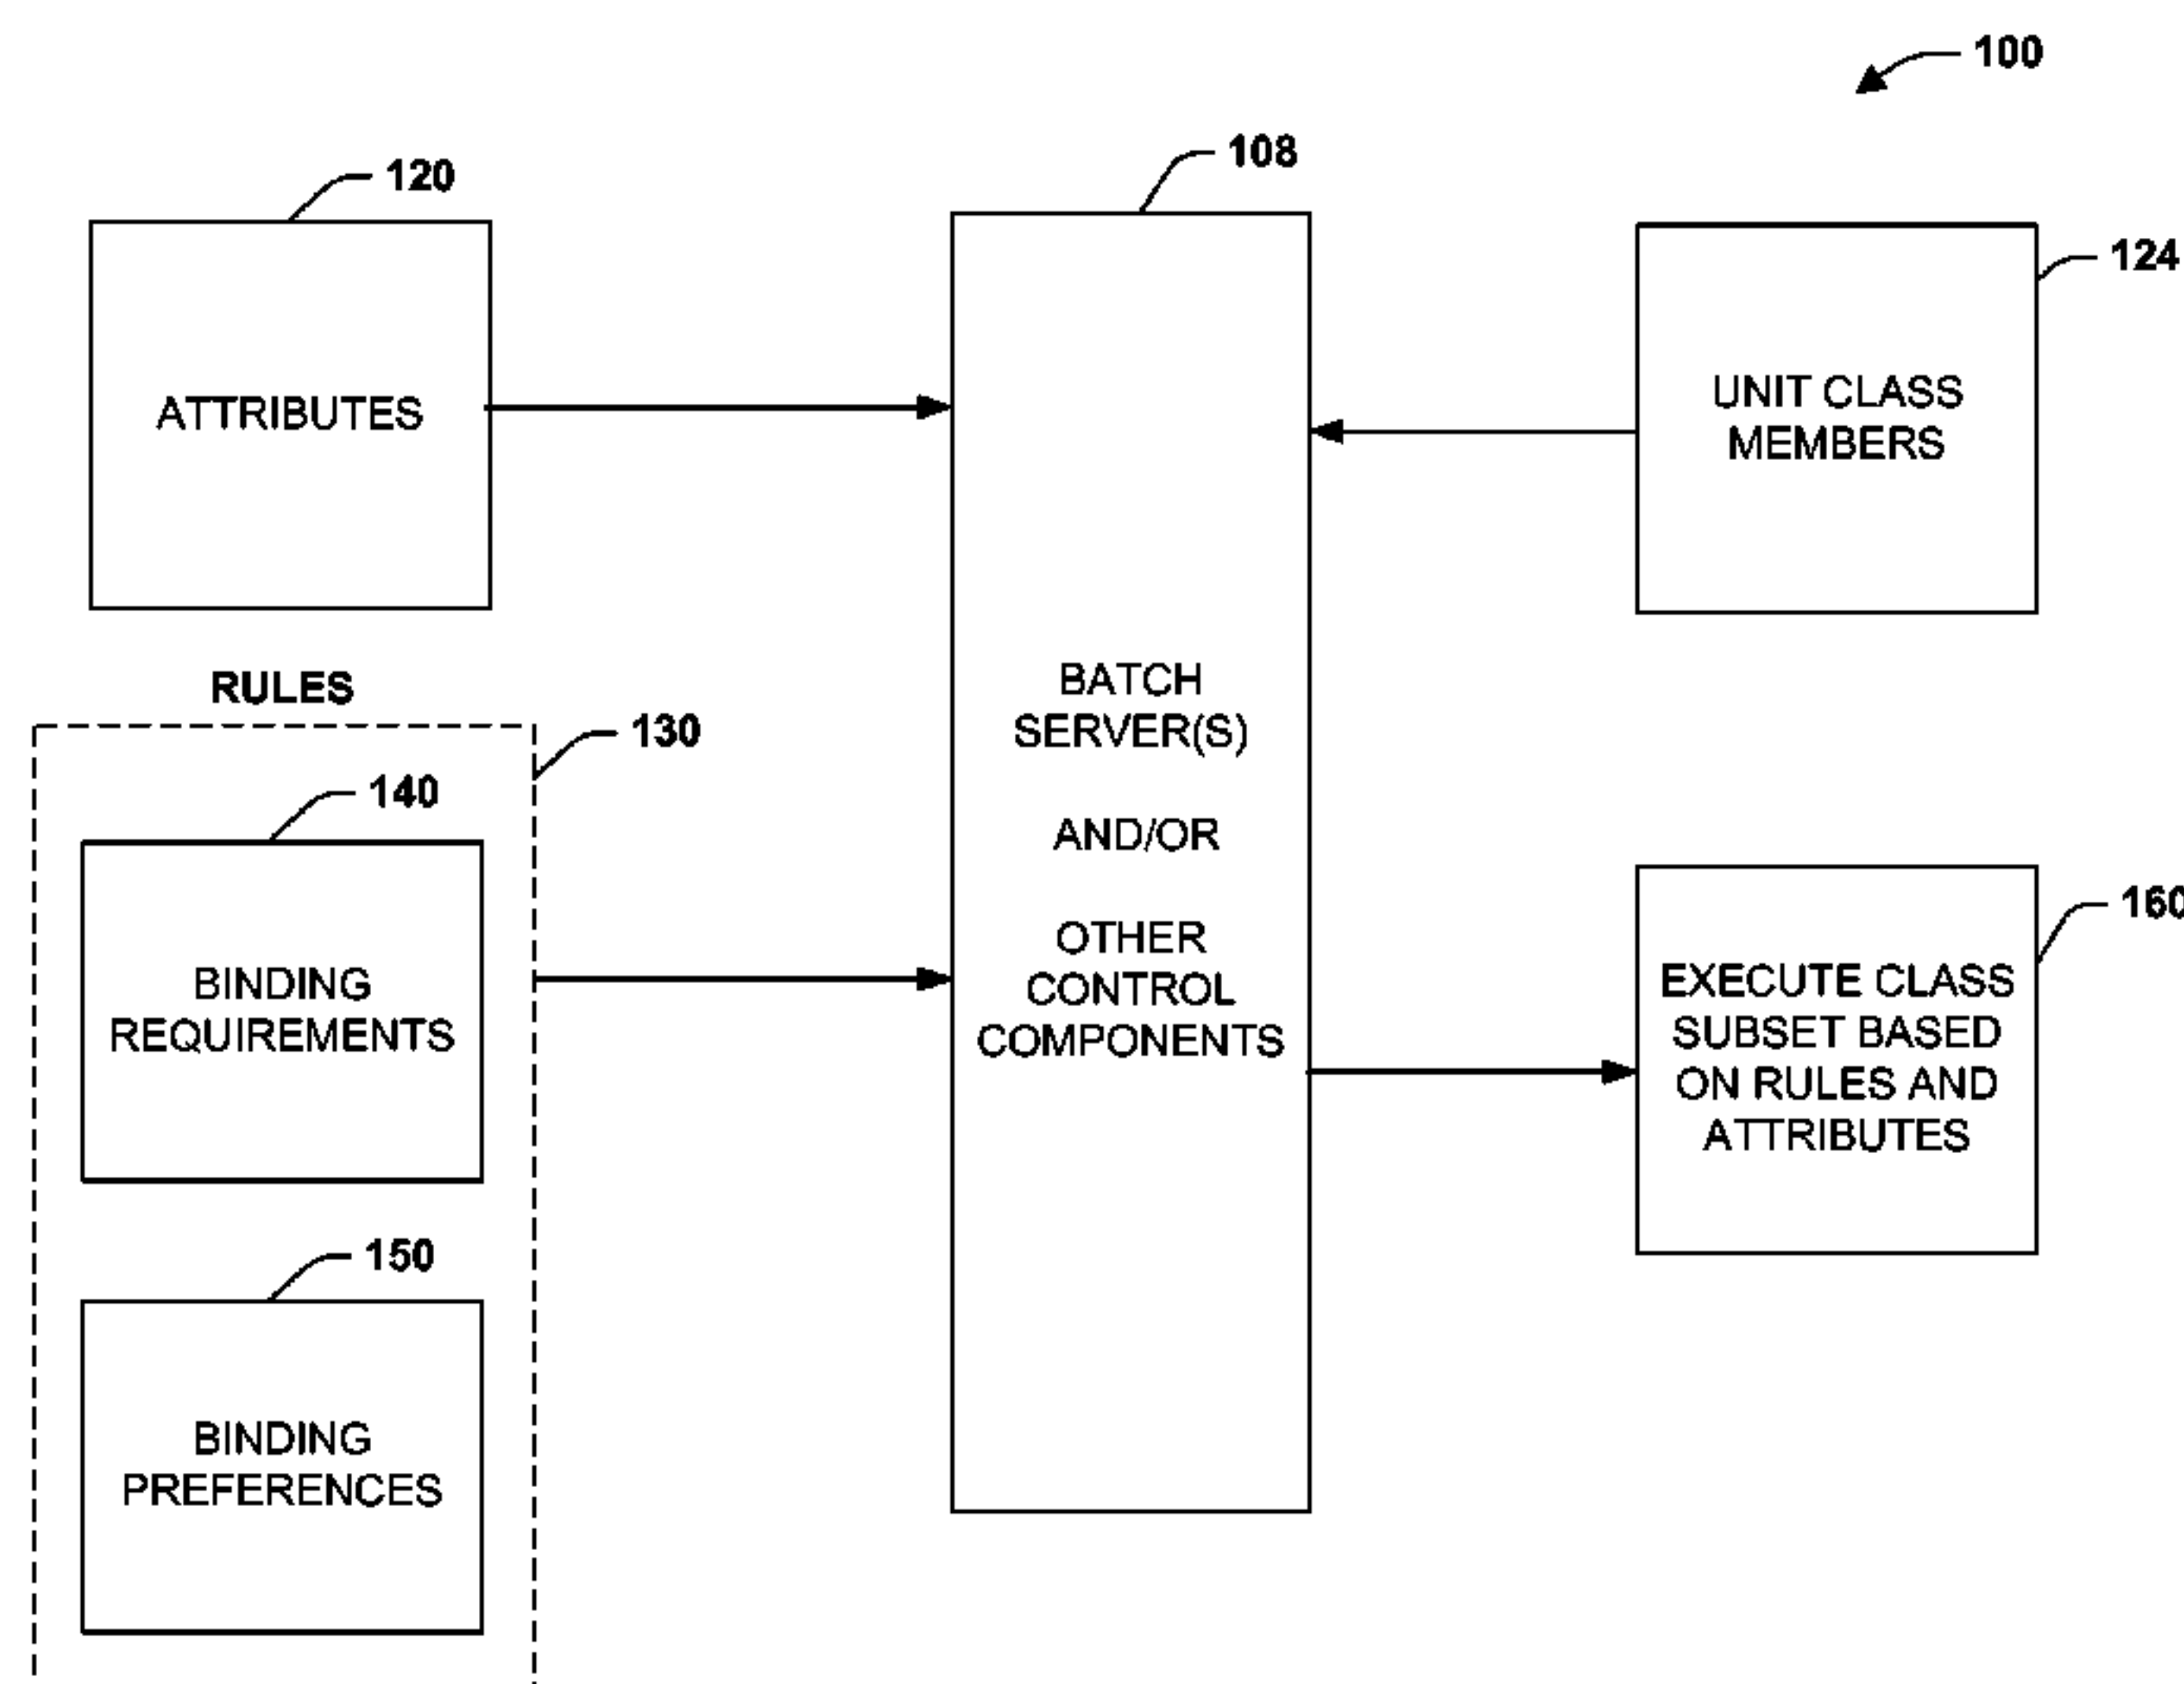 100
108
120
124
ATTRIBUTES
UNIT CLASS
MEMBERS
RULES
130
140
BINDING
REQUIREMENTS
150
BINDING
PREFERENCES
BATCH
SERVER(S)
AND/OR
OTHER
CONTROL
COMPONENTS
160
EXECUTE CLASS
SUBSET BASED
ON RULES AND
ATTRIBUTES